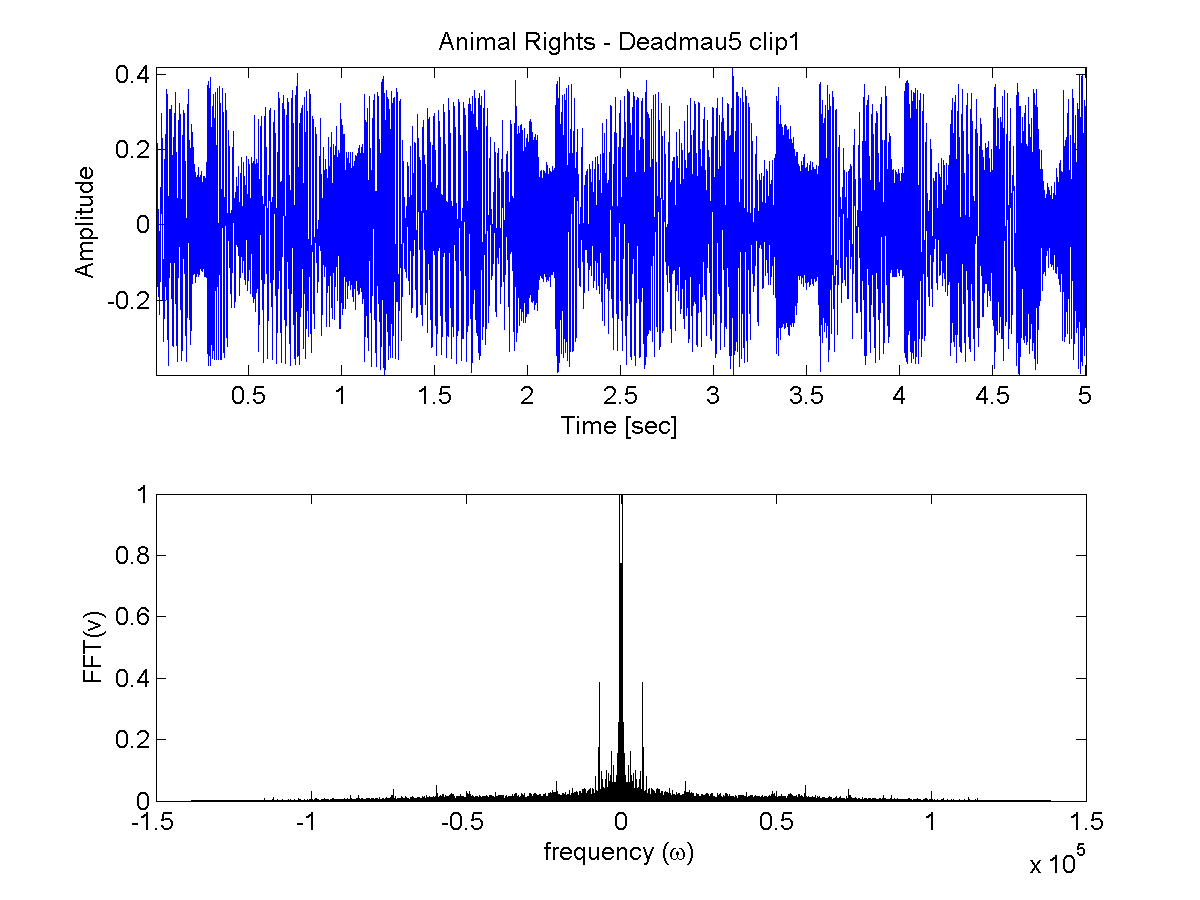 Animal Rights - Deadmau5 clip1
Amplitude
0.4
0.2
0
-0.2
0.5 1 1.5 2 2.5 3 3.5 4 4.5 5
Time [sec]
FFT(v)
1
0.8
0.6
0.4
0.2
0
-1.5 -1 -0.5 0 0.5 1 1.5
frequency (ω)
x 10^5